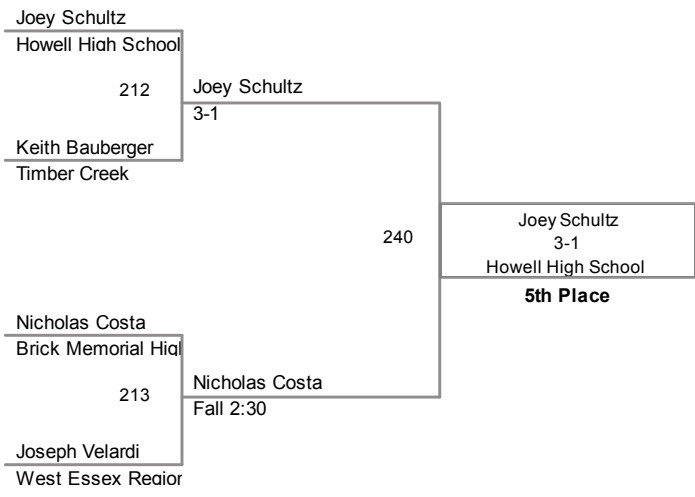 Joey Schultz
Howell High School
212
Joey Schultz
3-1
Keith Bauberger
Timber Creek
240
Joey Schultz
3-1
Howell High School
5th Place
Nicholas Costa
Brick Memorial Higl
213
Nicholas Costa
Fall 2:30
Joseph Velardi
West Essex Regior